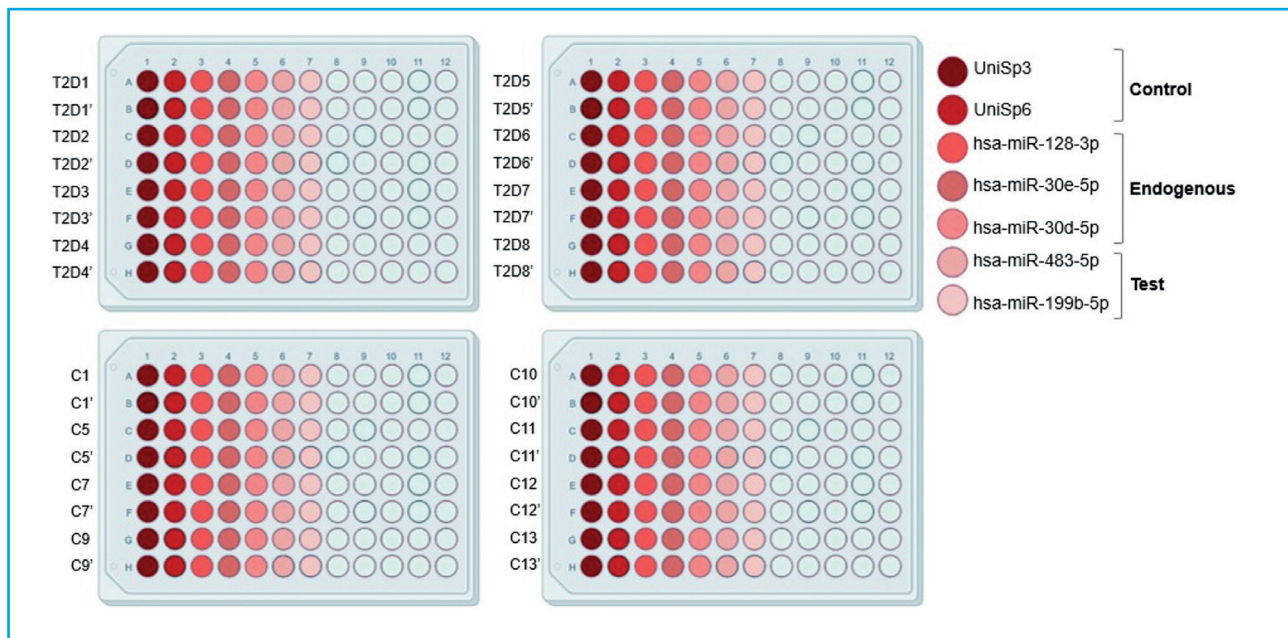 1 2 3 4 5 6 7 8 9 10 11 12
T2D1 A
T2D1' B
T2D2 C
T2D2' D
T2D3 E
T2D3' F
T2D4 G
T2D4' H
1 2 3 4 5 6 7 8 9 10 11 12
T2D5 A
T2D5' B
T2D6 C
T2D6' D
T2D7 E
T2D7' F
T2D8 G
T2D8' H
UniSp3
UniSp6
Control
hsa-miR-128-3p
hsa-miR-30e-5p
hsa-miR-30d-5p
Endogenous
hsa-miR-483-5p
hsa-miR-199b-5p
Test
1 2 3 4 5 6 7 8 9 10 11 12
C1 A
C1' B
C5 C
C5' D
C7 E
C7' F
C9 G
C9' H
1 2 3 4 5 6 7 8 9 10 11 12
C10 A
C10' B
C11 C
C11' D
C12 E
C12' F
C13 G
C13' H